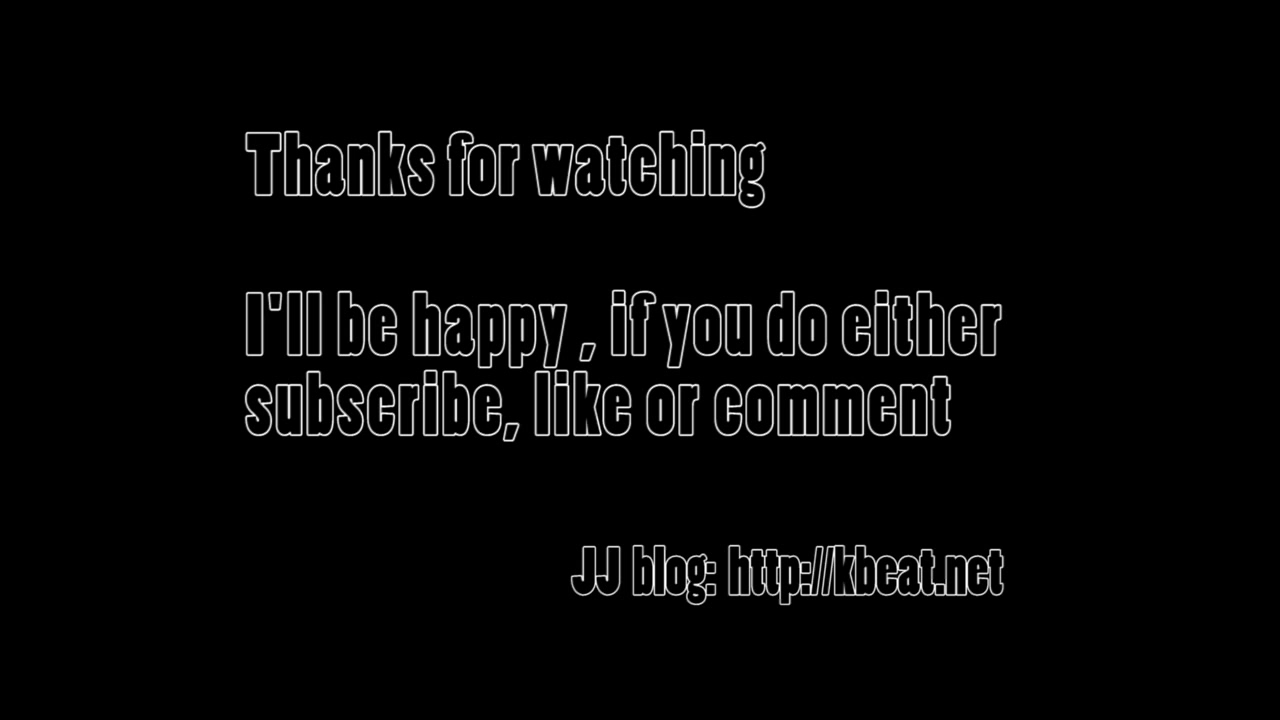 Thanks for watching
I'll be happy , if you do either
subscribe, like or comment
JJ blog: http://kbeat.net